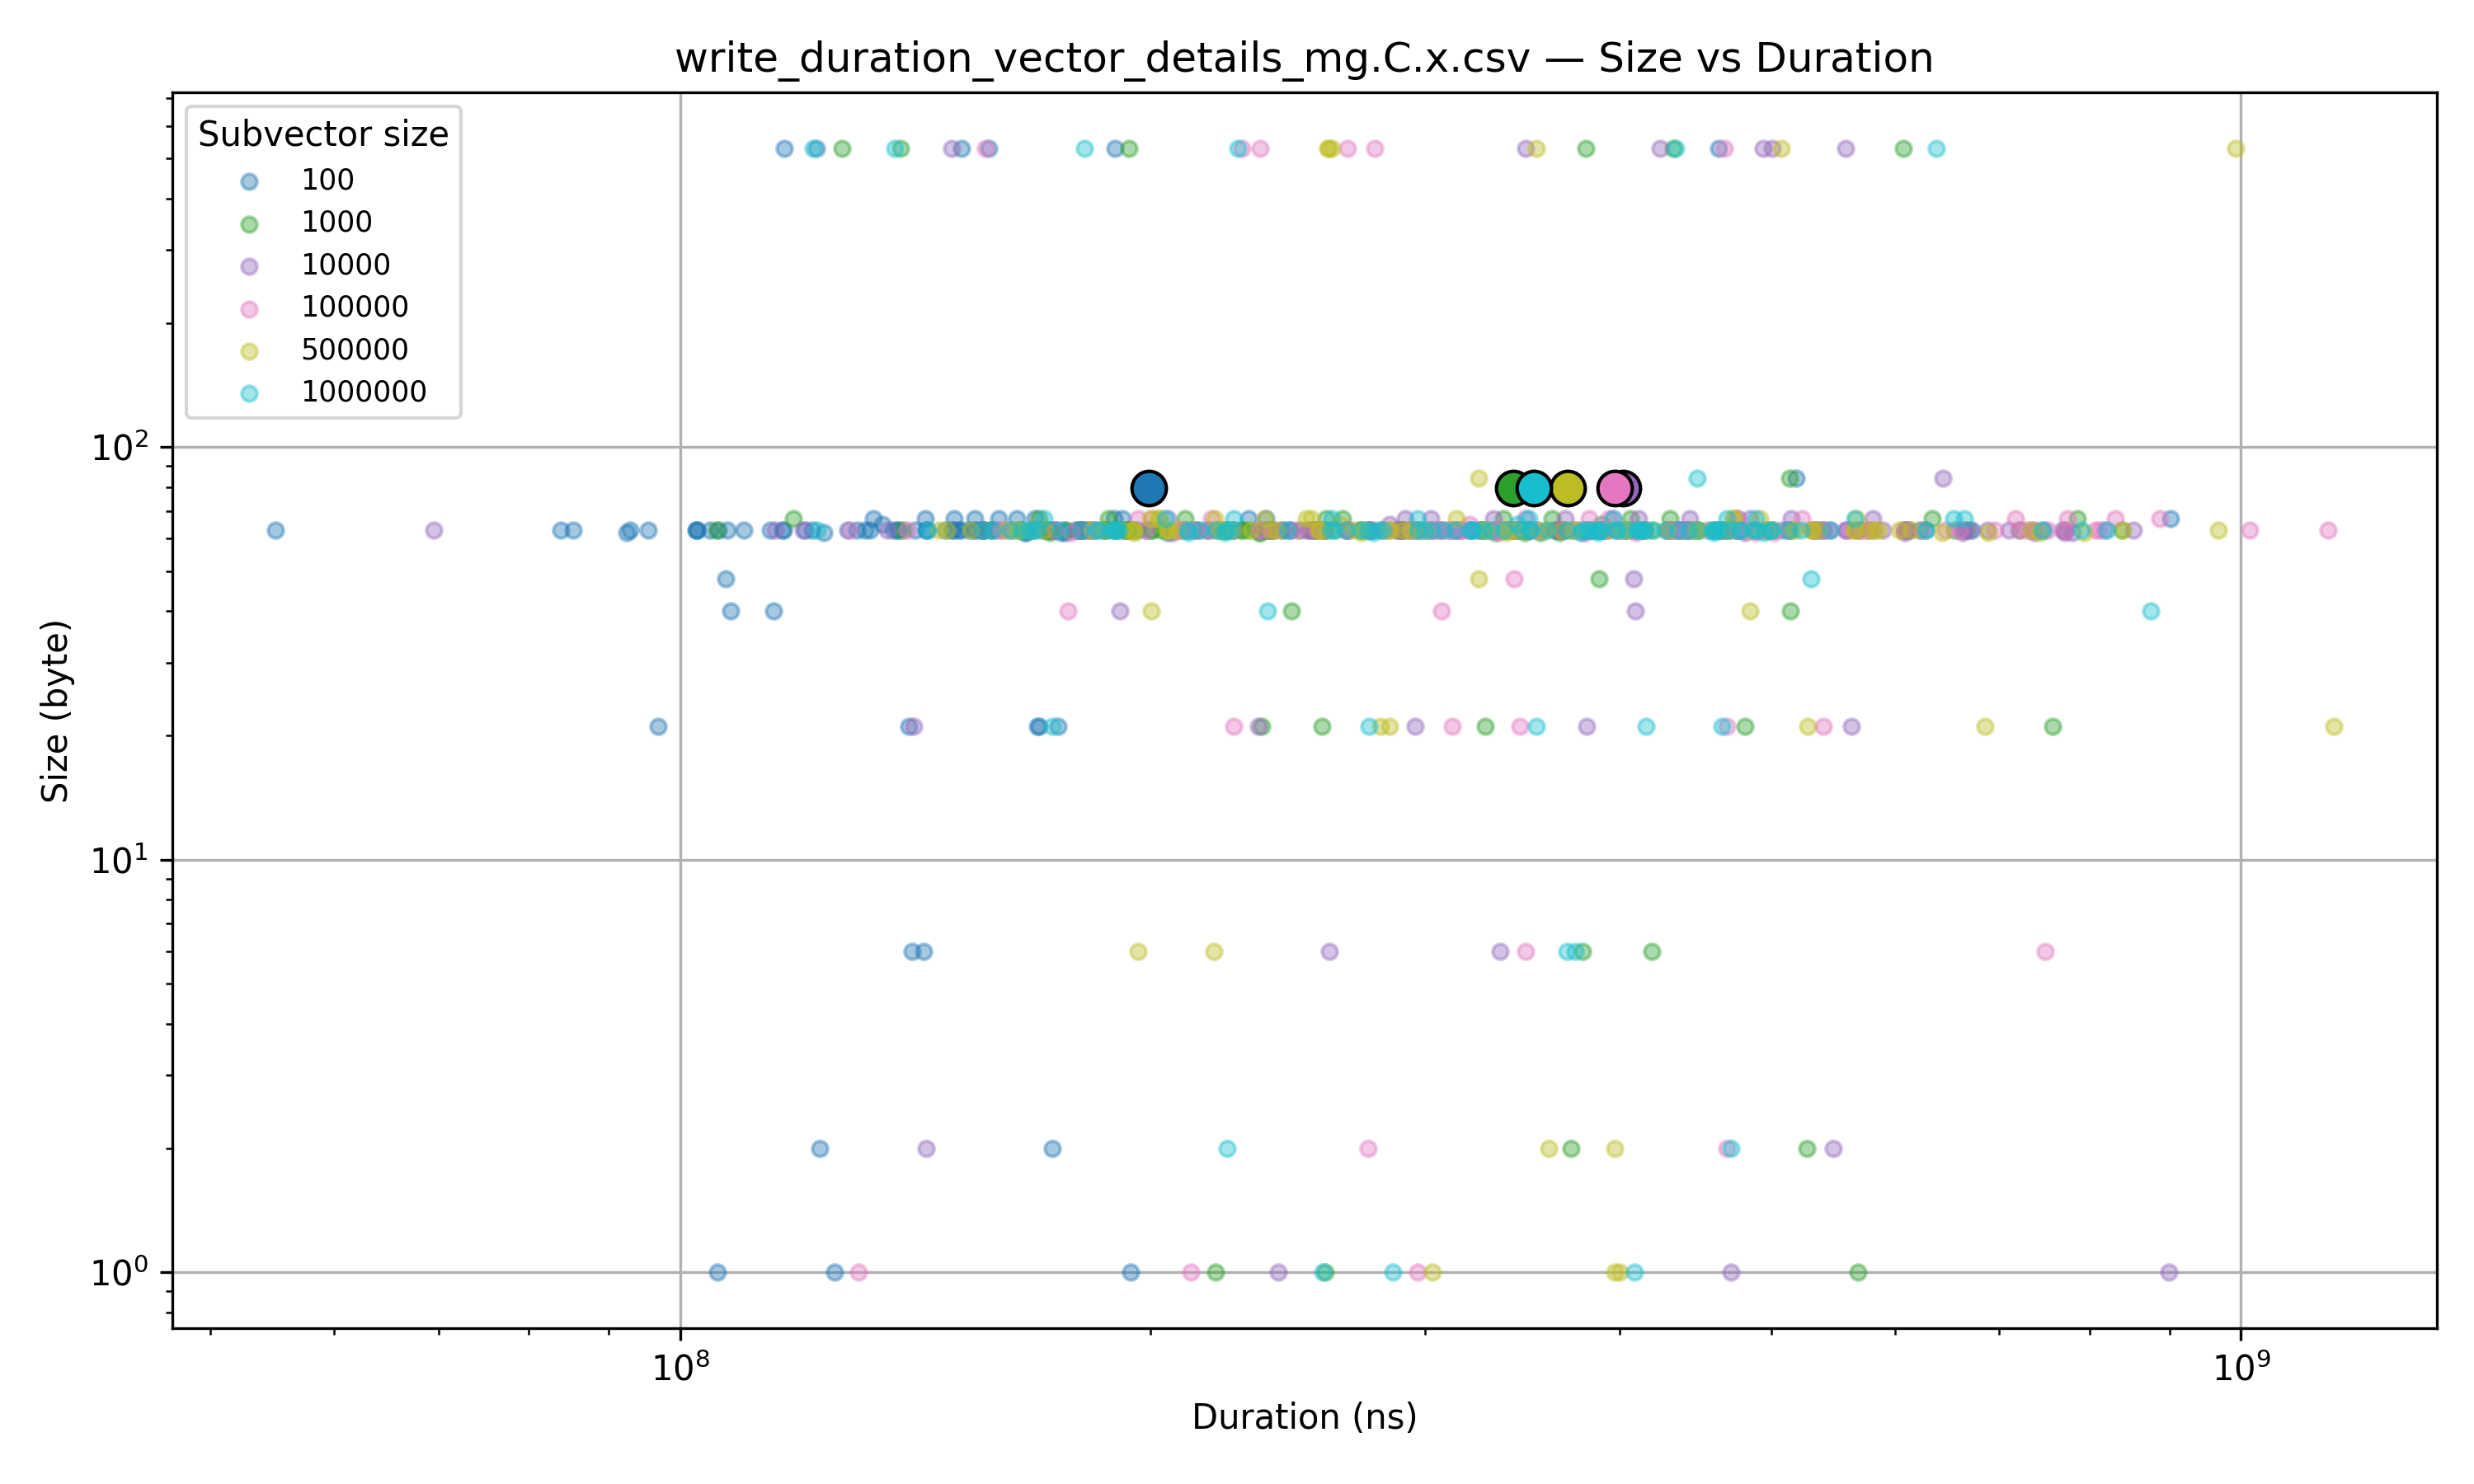 write_duration_vector_details_mg.C.x.csv — Size vs Duration
Subvector size
100
1000
10000
100000
500000
1000000
Size (byte)
10²
10¹
10⁰
10⁸
10⁹
Duration (ns)